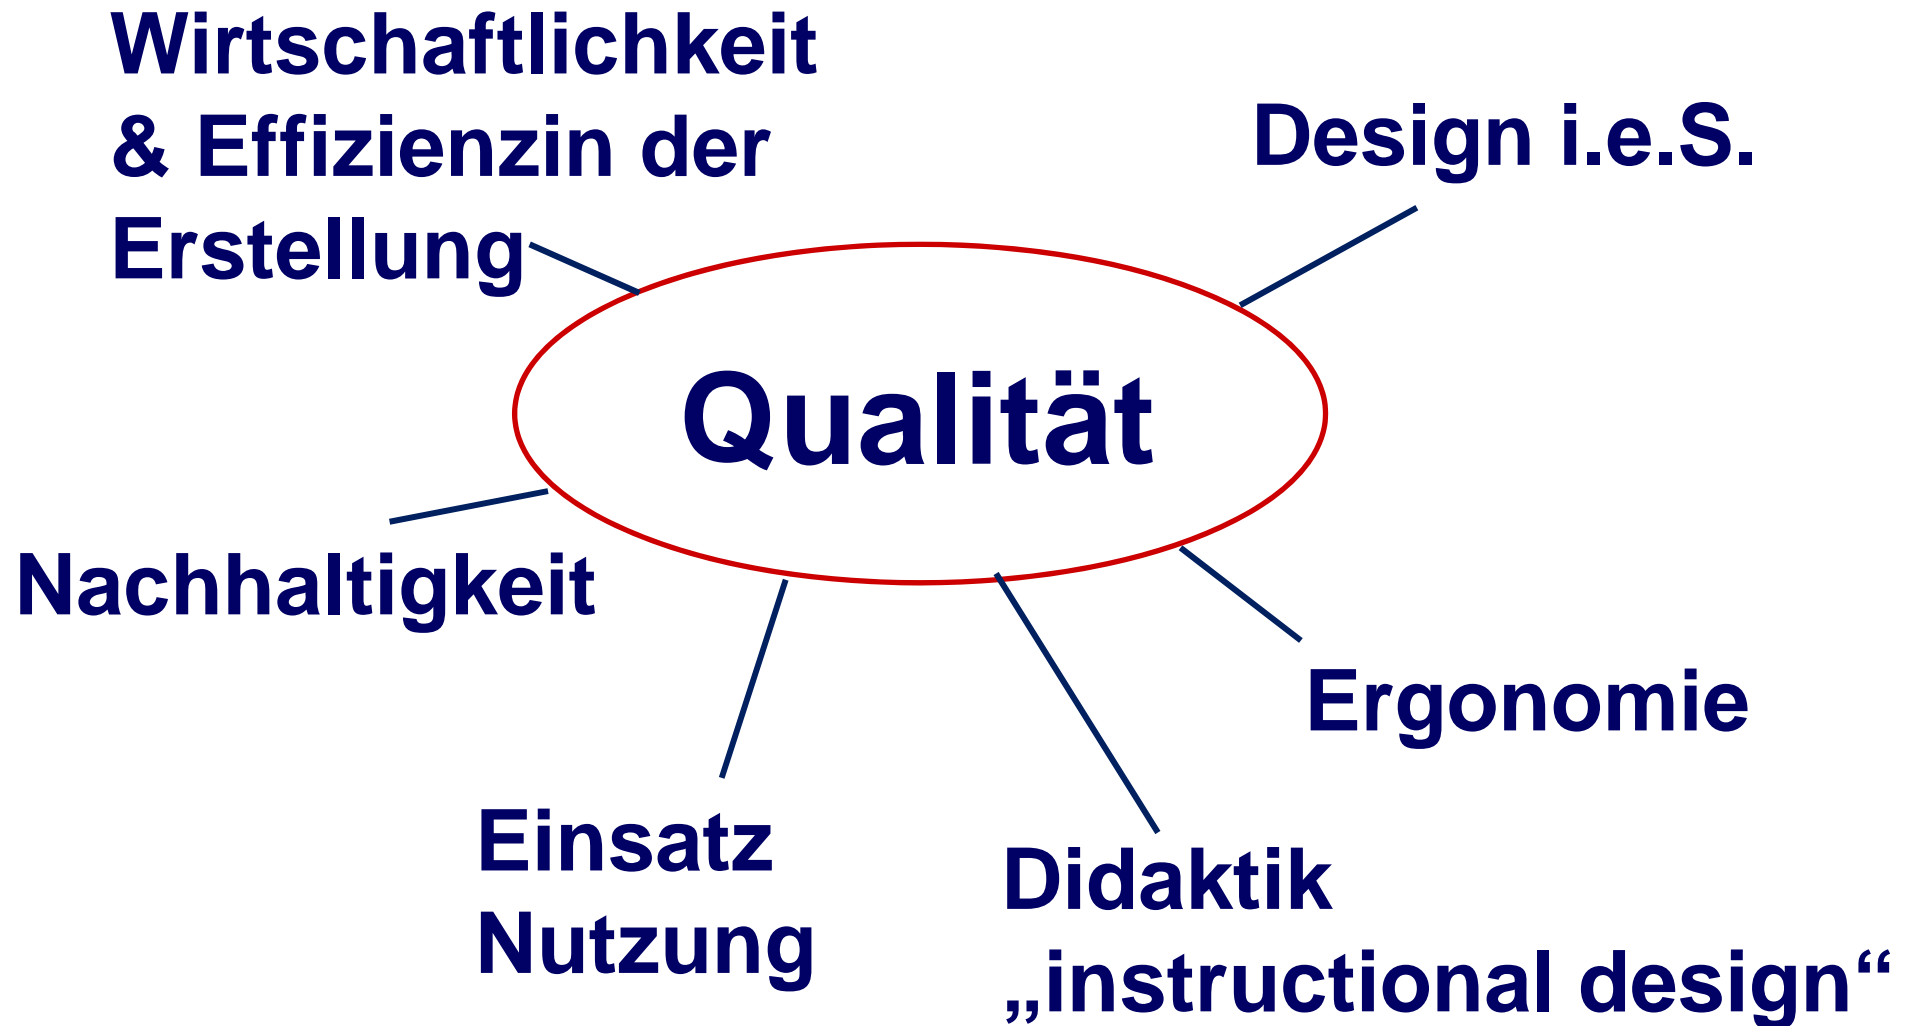 Wirtschaftlichkeit
& Effizienzin der
Erstellung
Design i.e.S.
Qualität
Nachhaltigkeit
Ergonomie
Einsatz
Nutzung
Didaktik
„instructional design“